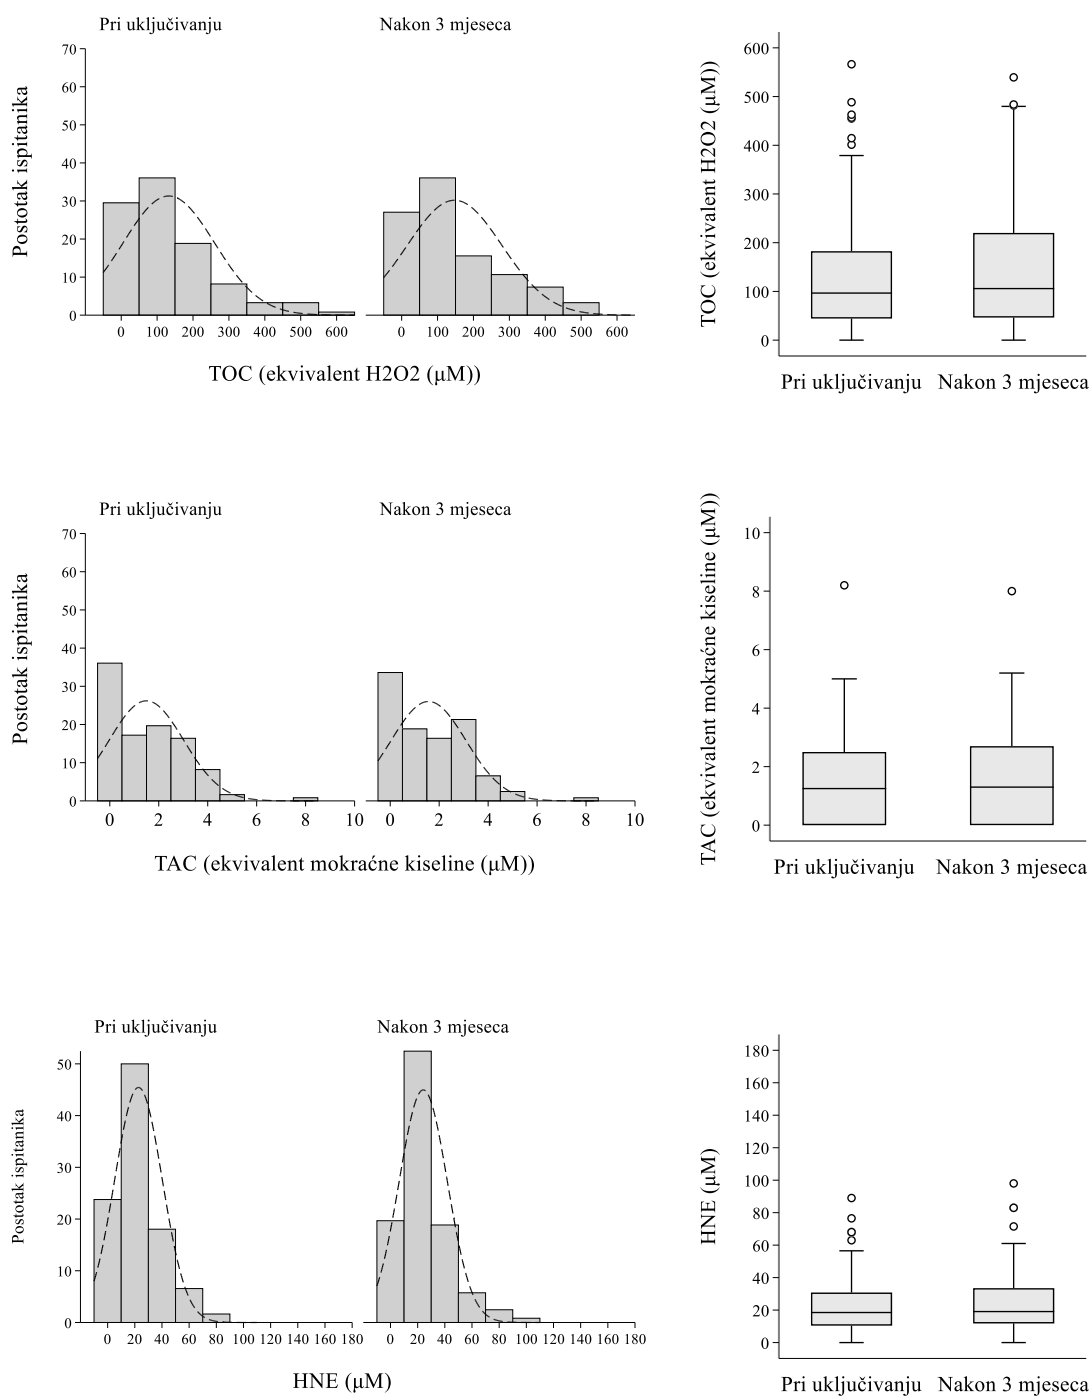 Pri uključivanju
Nakon 3 mjeseca
Postotak ispitanika
70
60
50
40
30
20
10
0
0 100 200 300 400 500 600
0 100 200 300 400 500 600
TOC (ekvivalent H2O2 (μM))
TOC (ekvivalent H2O2 (μM))
600
500
400
300
200
100
0
Pri uključivanju Nakon 3 mjeseca
Pri uključivanju
Nakon 3 mjeseca
Postotak ispitanika
70
60
50
40
30
20
10
0
0 2 4 6 8 10
0 2 4 6 8 10
TAC (ekvivalent mokraćne kiseline (μM))
TAC (ekvivalent mokraćne kiseline (μM))
10
8
6
4
2
0
Pri uključivanju Nakon 3 mjeseca
Pri uključivanju
Nakon 3 mjeseca
Postotak ispitanika
50
40
30
20
10
0
0 20 40 60 80 100 120 140 160 180
0 20 40 60 80 100 120 140 160 180
HNE (μM)
HNE (μM)
180
160
140
120
100
80
60
40
20
0
Pri uključivanju Nakon 3 mjeseca